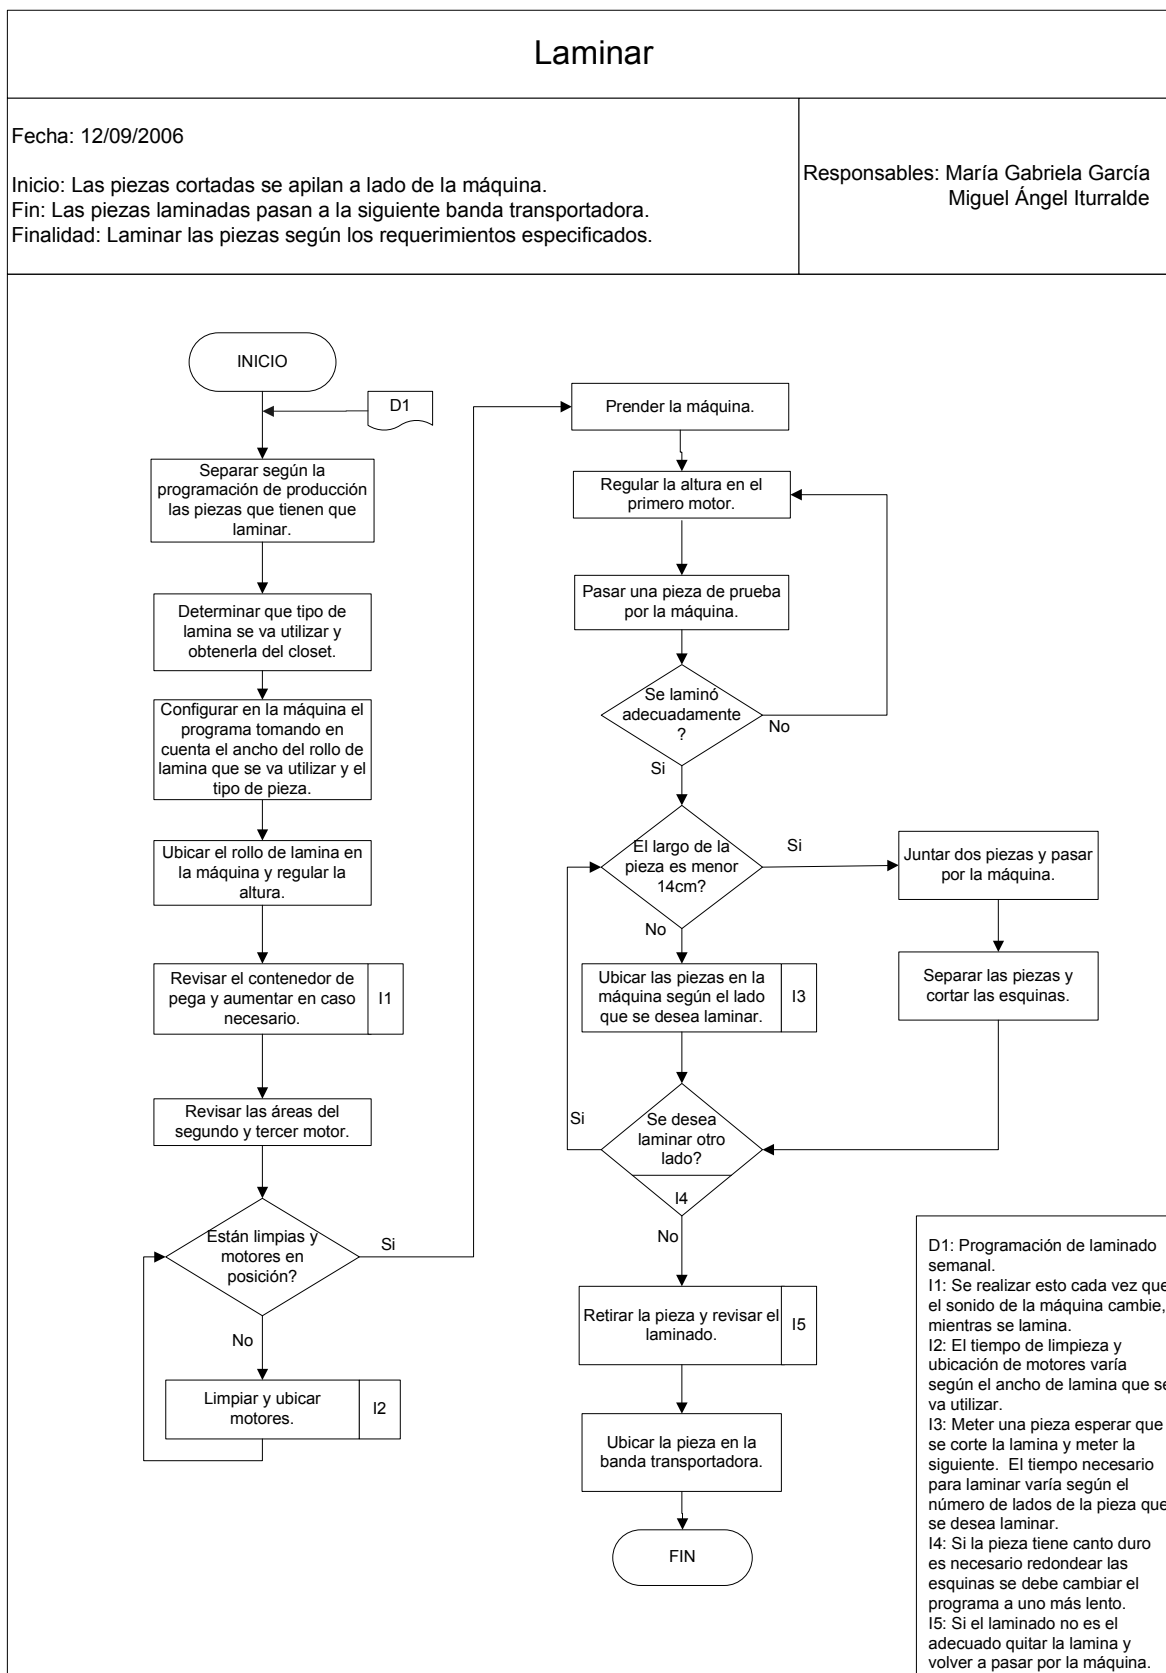 Laminar
Fecha: 12/09/2006
Inicio: Las piezas cortadas se apilan a lado de la máquina.
Fin: Las piezas laminadas pasan a la siguiente banda transportadora.
Finalidad: Laminar las piezas según los requerimientos especificados.
Responsables: María Gabriela García
Miguel Ángel Iturralde
INICIO
D1
Separar según la
programación de producción
las piezas que tienen que
laminar.
Determinar que tipo de
lamina se va utilizar y
obtenerla del closet.
Configurar en la máquina el
programa tomando en
cuenta el ancho del rollo de
lamina que se va utilizar y el
tipo de pieza.
Ubicar el rollo de lamina en
la máquina y regular la
altura.
Revisar el contenedor de
pega y aumentar en caso
necesario.
I1
Revisar las áreas del
segundo y tercer motor.
Están limpias y
motores en
posición?
Si
No
Limpiar y ubicar
motores.
I2
Prender la máquina.
Regular la altura en el
primero motor.
Pasar una pieza de prueba
por la máquina.
Se laminó
adecuadamente
?
No
Si
El largo de la
pieza es menor
14cm?
Si
No
Juntar dos piezas y pasar
por la máquina.
Separar las piezas y
cortar las esquinas.
Ubicar las piezas en la
máquina según el lado
que se desea laminar.
I3
Se desea
laminar otro
lado?
I4
Si
No
Retirar la pieza y revisar el
laminado.
I5
Ubicar la pieza en la
banda transportadora.
FIN
D1: Programación de laminado
semanal.
I1: Se realizar esto cada vez que
el sonido de la máquina cambie,
mientras se lamina.
I2: El tiempo de limpieza y
ubicación de motores varía
según el ancho de lamina que se
va utilizar.
I3: Meter una pieza esperar que
se corte la lamina y meter la
siguiente. El tiempo necesario
para laminar varía según el
número de lados de la pieza que
se desea laminar.
I4: Si la pieza tiene canto duro
es necesario redondear las
esquinas se debe cambiar el
programa a uno más lento.
I5: Si el laminado no es el
adecuado quitar la lamina y
volver a pasar por la máquina.